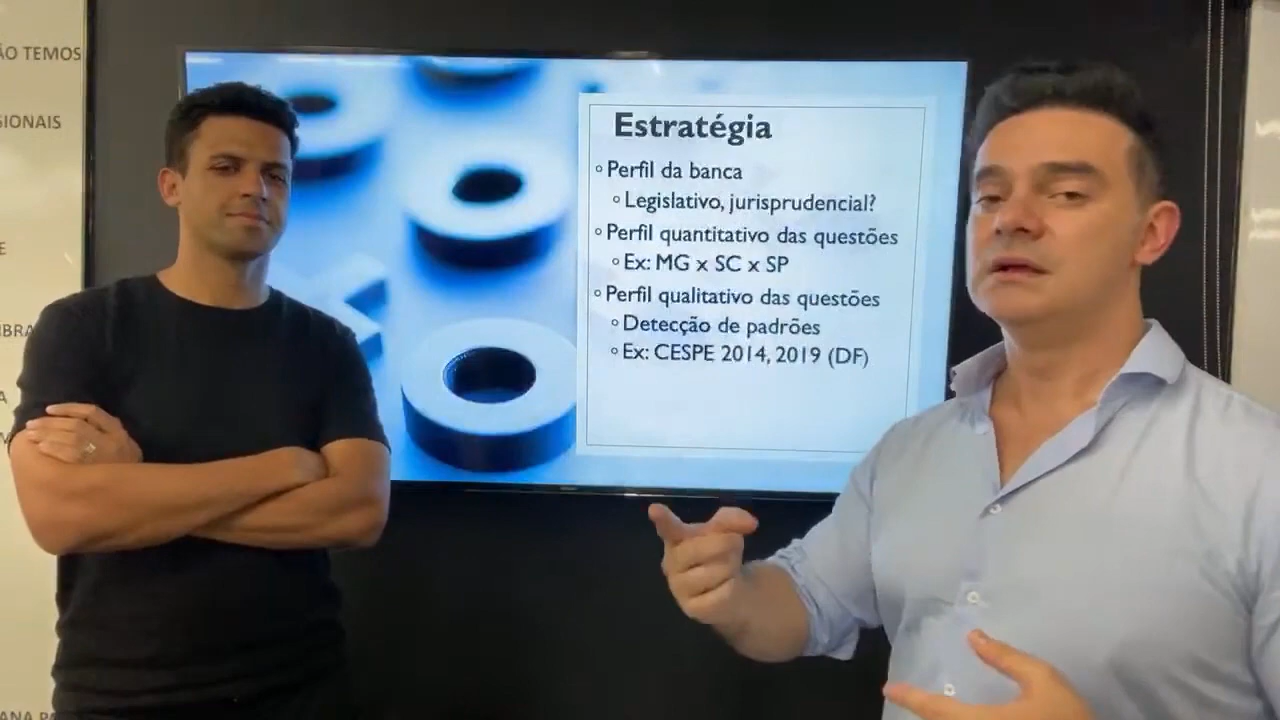 ÃO TEMOS
SIONAIS
E
A
Estratégia
Perfil da banca
Legislativo, jurisprudencial?
Perfil quantitativo das questões
Ex: MG x SC x SP
Perfil qualitativo das questões
Detecção de padrões
Ex: CESPE 2014, 2019 (DF)